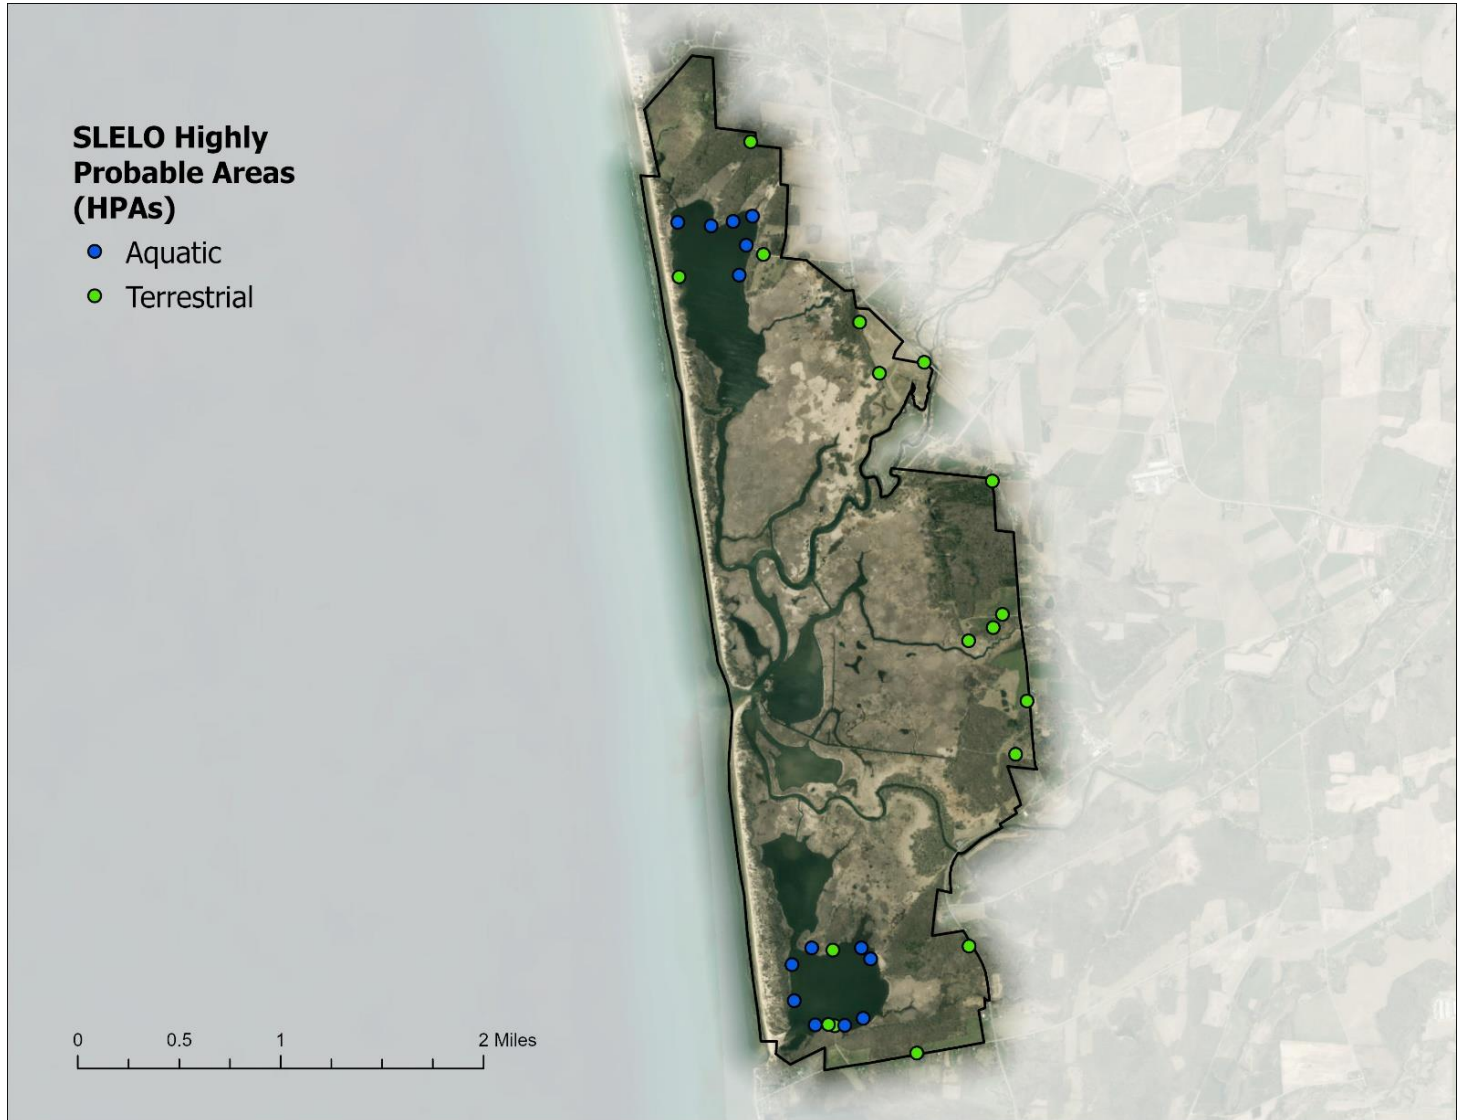 SLELO Highly
Probable Areas
(HPAs)
Aquatic
Terrestrial
0 0.5 1 2 Miles